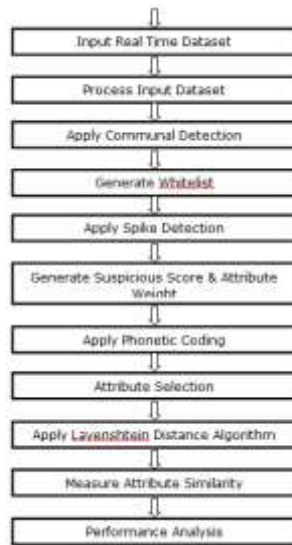 Input Real Time Dataset
Process Input Dataset
Apply Communal Detection
Generate Whitelist
Apply Spike Detection
Generate Suspicious Score & Attribute
Weight
Apply Phonetic Coding
Attribute Selection
Apply Lavenshtein Distance Algorithm
Measure Attribute Similarity
Performance Analysis